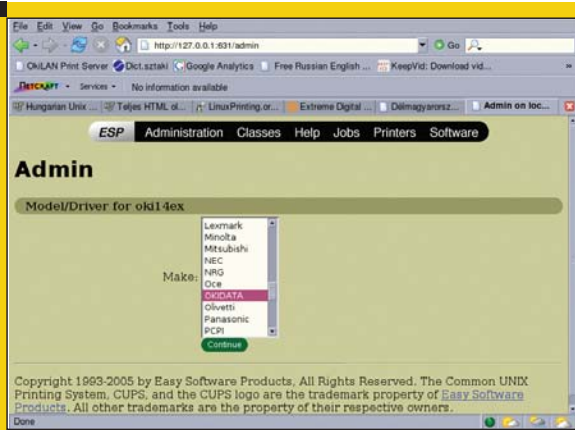 File Edit View Go Bookmarks Tools Help
http://127.0.0.1:631/admin Go
OkiLAN Print Server Dict.sztaki Google Analytics Free Russian English ... KeepVid: Download vid... »
NETCRAFT Services No information available
Hungarian Unix ... Teljes HTML ol... LinuxPrinting.or... Extreme Digital ... Délmagyarorsz... Admin on loc...
ESP Administration Classes Help Jobs Printers Software
Admin
Model/Driver for oki14ex
Lexmark
Minolta
Mitsubishi
NEC
NRG
Make:
Oce
OKIDATA
Olivetti
Panasonic
PCPI
Continue
Copyright 1993-2005 by Easy Software Products, All Rights Reserved. The Common UNIX
Printing System, CUPS, and the CUPS logo are the trademark property of Easy Software
Products. All other trademarks are the property of their respective owners.
Done